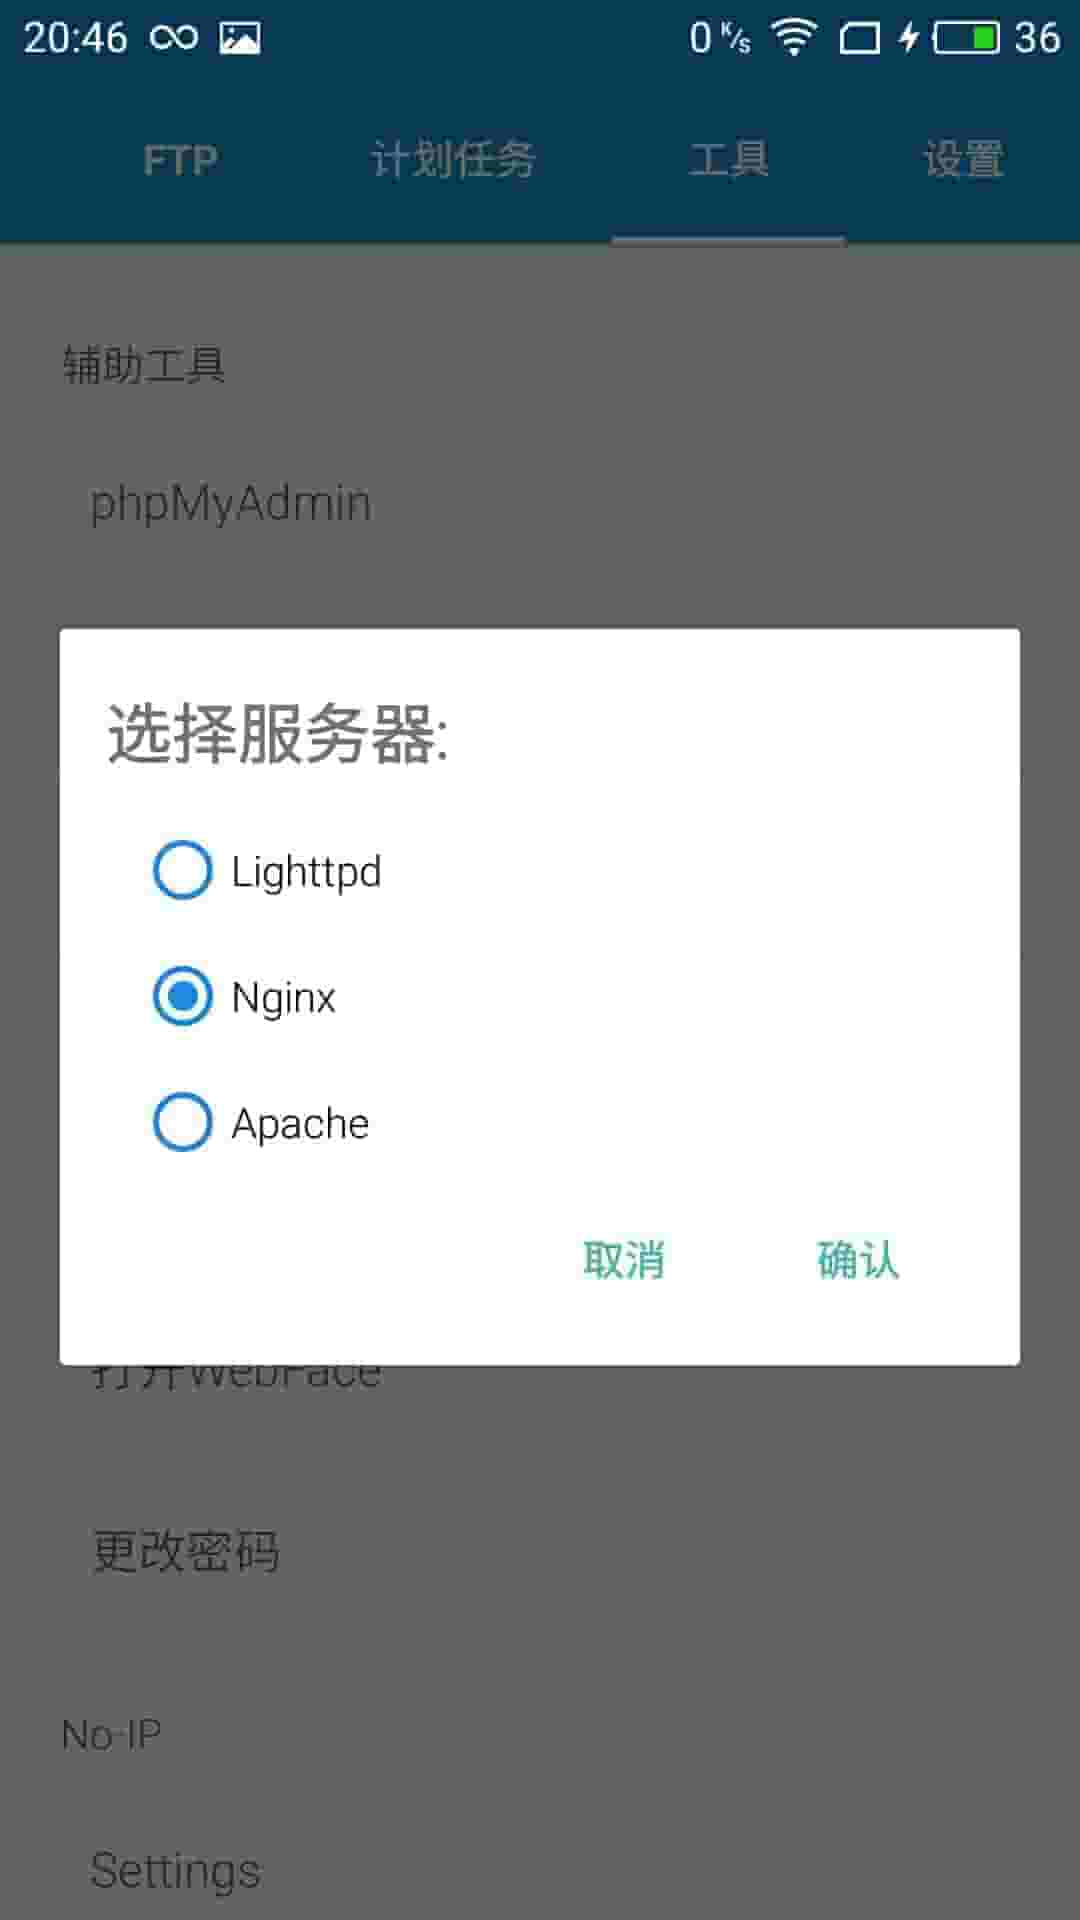 20:46 0 K/s 36
FTP 计划任务 工具 设置
辅助工具
phpMyAdmin
选择服务器:
Lighttpd
Nginx
Apache
取消 确认
打开WebFace
更改密码
No-IP
Settings